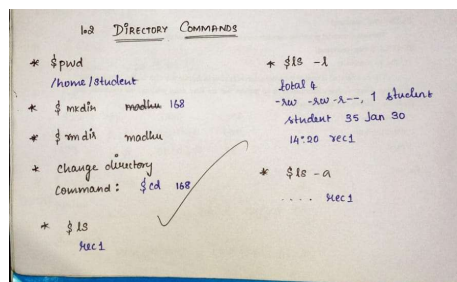 1.2 DIRECTORY COMMANDS
* $pwd
/home/student
* $ mkdir madhu 168
* $ rmdir madhu
* change directory
command: $cd 168
* $ ls
rec1
* $ls -l
total 4
-rw -rw-r--, 1 student
student 35 Jan 30
14:20 rec1
* $ls -a
.... rec1